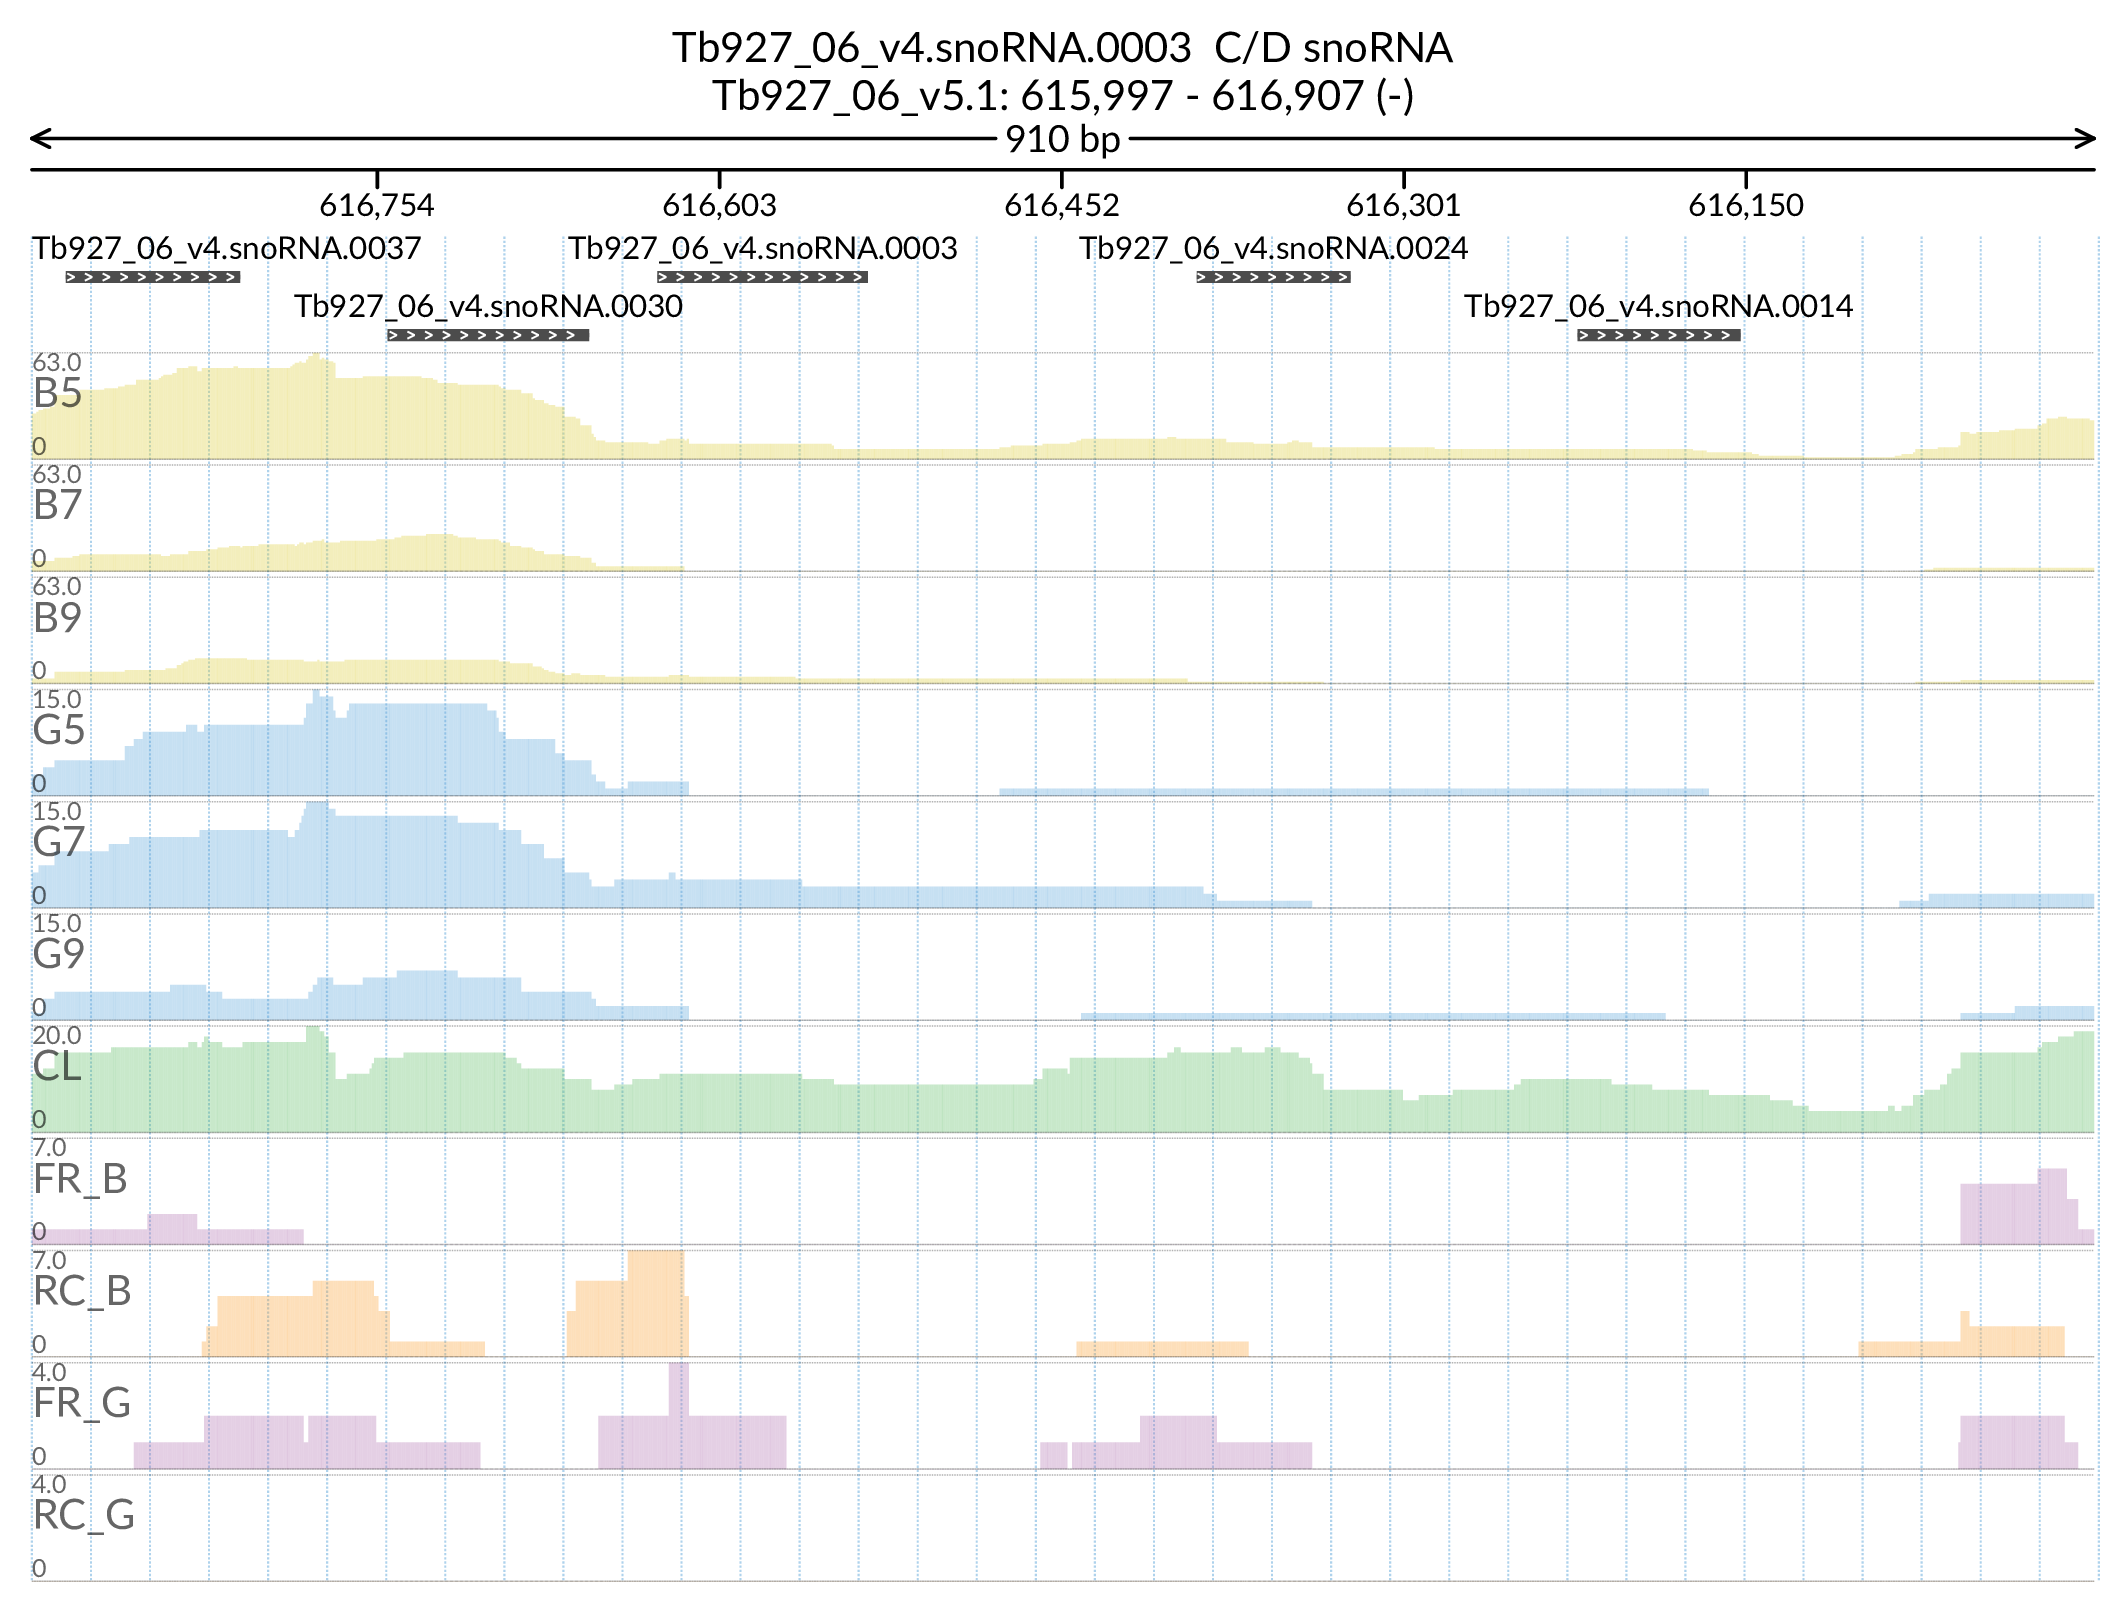 Tb927_06_v4.snoRNA.0003 C/D snoRNA
Tb927_06_v5.1: 615,997 - 616,907 (-)
910 bp
616,754 616,603 616,452 616,301 616,150
Tb927_06_v4.snoRNA.0037 Tb927_06_v4.snoRNA.0003 Tb927_06_v4.snoRNA.0024
Tb927_06_v4.snoRNA.0030 Tb927_06_v4.snoRNA.0014
63.0
B5
0
63.0
B7
0
63.0
B9
0
15.0
G5
0
15.0
G7
0
15.0
G9
0
20.0
CL
0
7.0
FR_B
0
7.0
RC_B
0
4.0
FR_G
0
4.0
RC_G
0